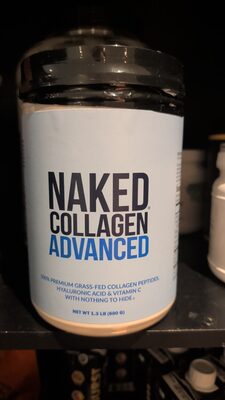 NAKED®
COLLAGEN
ADVANCED
100% PREMIUM GRASS-FED COLLAGEN PEPTIDES,
HYALURONIC ACID & VITAMIN C
WITH NOTHING TO HIDE.
NET WT 1.3 LB (600 G)